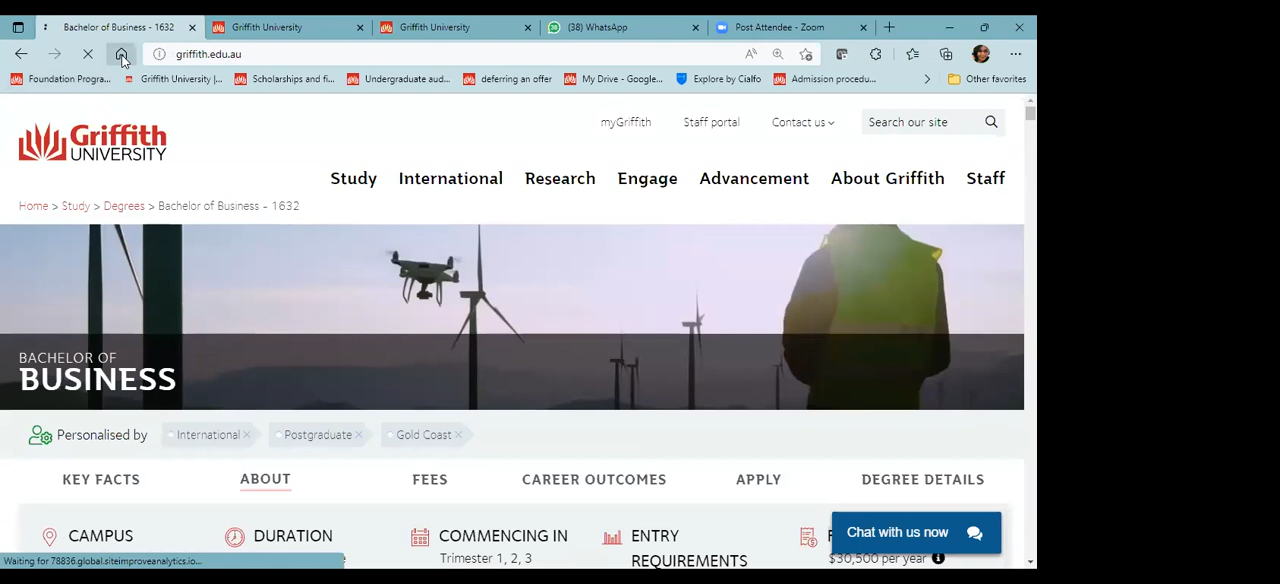 Bachelor of Business - 1632
Griffith University
Griffith University
(38) WhatsApp
Post Attendee - Zoom
griffith.edu.au
Foundation Progra...
Griffith University |...
Scholarships and fi...
Undergraduate aud...
deferring an offer
My Drive - Google...
Explore by Cialfo
Admission procedu...
Other favorites
Griffith
UNIVERSITY
myGriffith
Staff portal
Contact us
Search our site
Study
International
Research
Engage
Advancement
About Griffith
Staff
Home > Study > Degrees > Bachelor of Business - 1632
BACHELOR OF
BUSINESS
Personalised by
International
Postgraduate
Gold Coast
KEY FACTS
ABOUT
FEES
CAREER OUTCOMES
APPLY
DEGREE DETAILS
CAMPUS
DURATION
COMMENCING IN
Trimester 1, 2, 3
ENTRY
REQUIREMENTS
$30,500 per year
Chat with us now
Waiting for 78836.global.siteimproveanalytics.io...